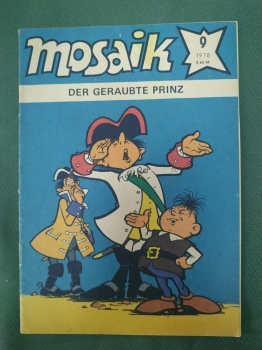 mosaik
9
1978
0,60 M
DER GERAUBTE PRINZ